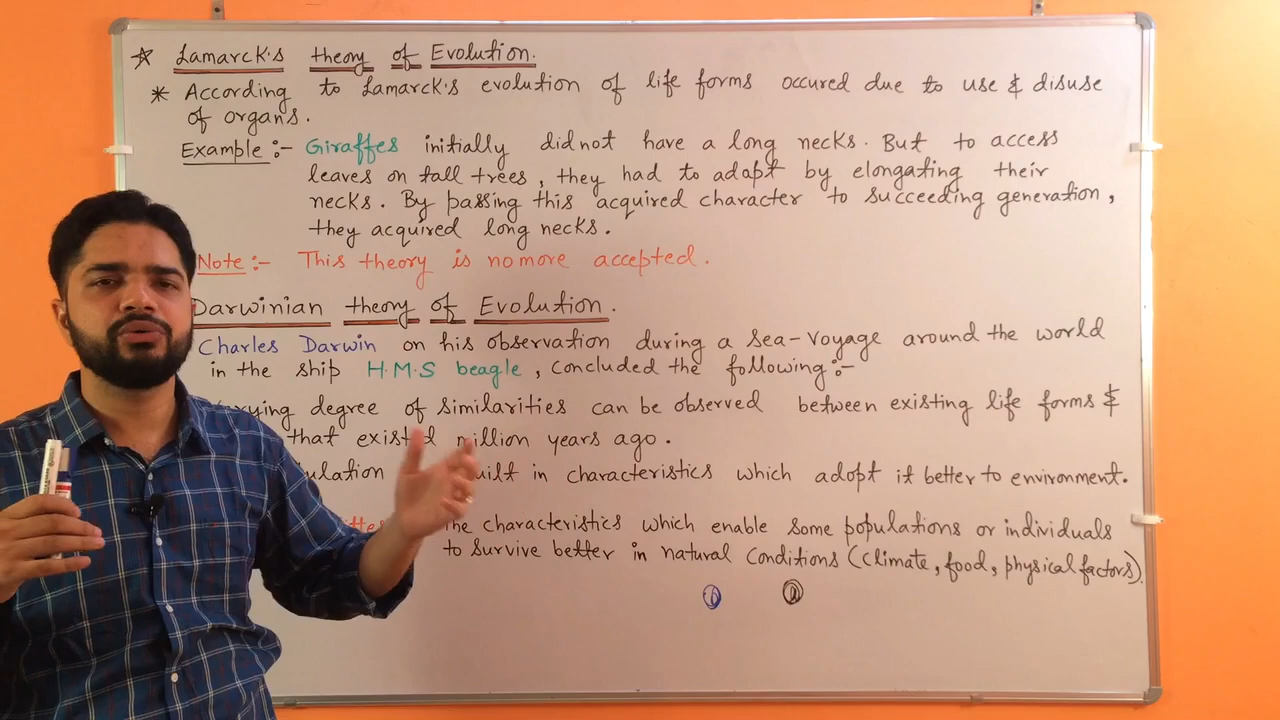 ☆ Lamarck's theory of Evolution.
* According to Lamarck's evolution of life forms occured due to use & disuse
of organs.
Example :- Giraffes initially did not have a long necks. But to access
leaves on tall trees, they had to adapt by elongating their
necks. By passing this acquired character to succeeding generation,
they acquired long necks.
Note :- This theory is no more accepted.
Darwinian theory of Evolution.
Charles Darwin on his observation during a Sea-Voyage around the world
in the ship H.M.S beagle, concluded the following :-
degree of similarities can be observed between existing life forms &
that existed million years ago.
built in characteristics which adopt it better to environment.
the characteristics which enable some populations or individuals
to survive better in natural conditions (climate, food, physical factors).